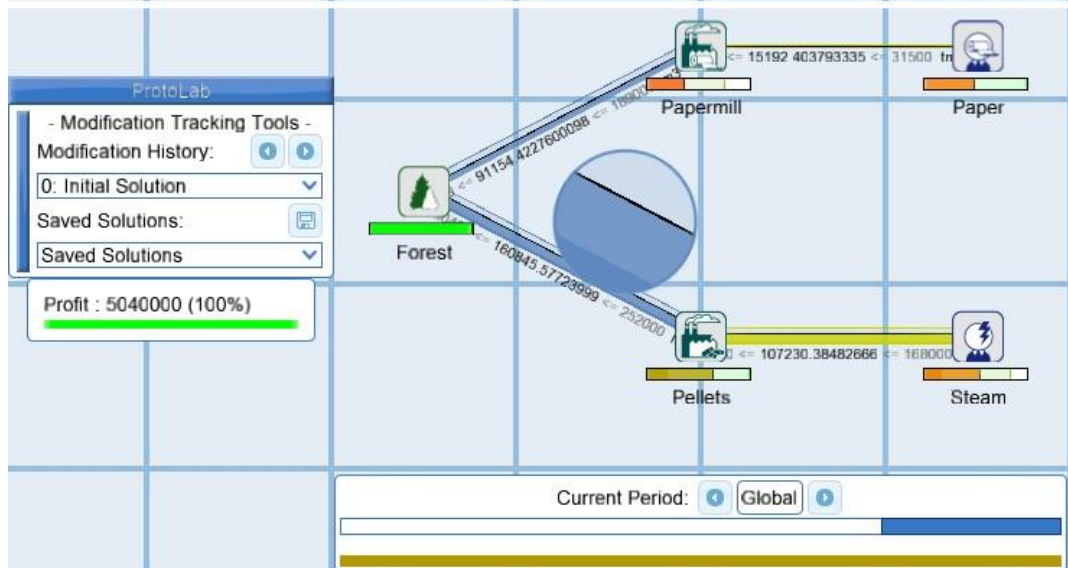 ProtoLab
- Modification Tracking Tools -
Modification History:
0: Initial Solution
Saved Solutions:
Saved Solutions
Profit : 5040000 (100%)
Forest
<= 91154.4227600098 <=
Papermill
<= 15192.403793335 <= 31500
Paper
<= 160845.57723999 <= 252000
Pellets
<= 107230.38482666 <= 168000
Steam
Current Period:
Global